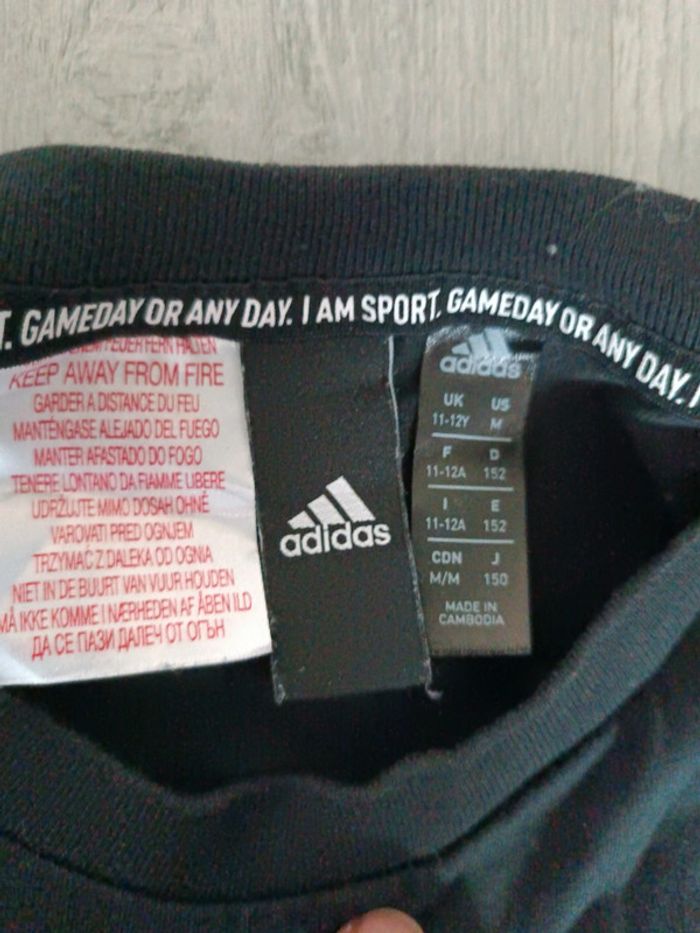 T. GAMEDAY OR ANY DAY. I AM SPORT. GAMEDAY OR ANY DAY. I
FEUER FERN HALTEN
KEEP AWAY FROM FIRE
GARDER A DISTANCE DU FEU
MANTÉNGASE ALEJADO DEL FUEGO
MANTER AFASTADO DO FOGO
TENERE LONTANO DA FIAMME LIBERE
UDRŽUJTE MIMO DOSAH OHNĚ
VAROVATI PRED OGNJEM
TRZYMAĆ Z DALEKA OD OGNIA
NIET IN DE BUURT VAN VUUR HOUDEN
MÅ IKKE KOMME I NÆRHEDEN AF ÅBEN ILD
ДА СЕ ПАЗИ ДАЛЕЧ ОТ ОГЪН
adidas
adidas
UK US
11-12Y M
F D
11-12A 152
I E
11-12A 152
CDN J
M/M 150
MADE IN
CAMBODIA